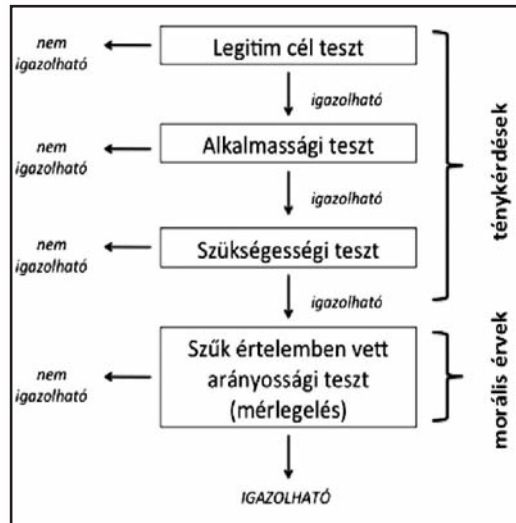 nem
igazolható
Legitim cél teszt
igazolható
nem
igazolható
Alkalmassági teszt
igazolható
nem
igazolható
Szükségességi teszt
igazolható
ténykérdések
nem
igazolható
Szűk értelemben vett
arányossági teszt
(mérlegelés)
morális érvek
IGAZOLHATÓ